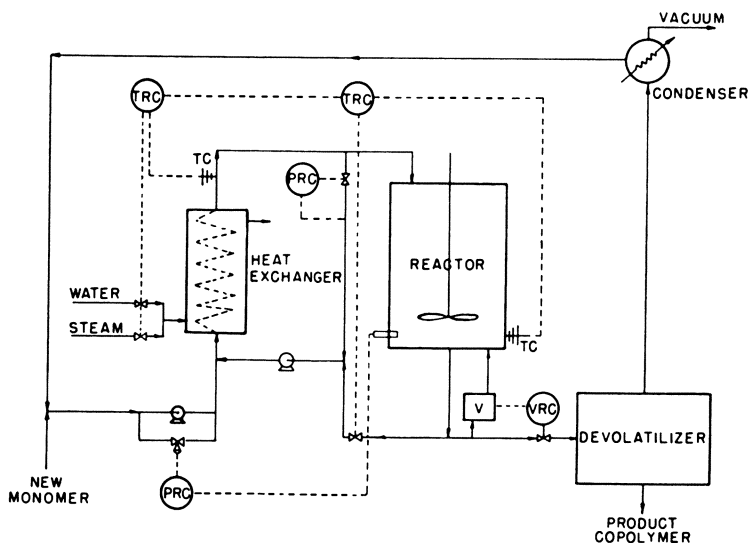 VACUUM
CONDENSER
TRC
TRC
TC
PRC
HEAT
EXCHANGER
REACTOR
WATER
STEAM
TC
V
VRC
DEVOLATILIZER
NEW
MONOMER
PRC
PRODUCT
COPOLYMER